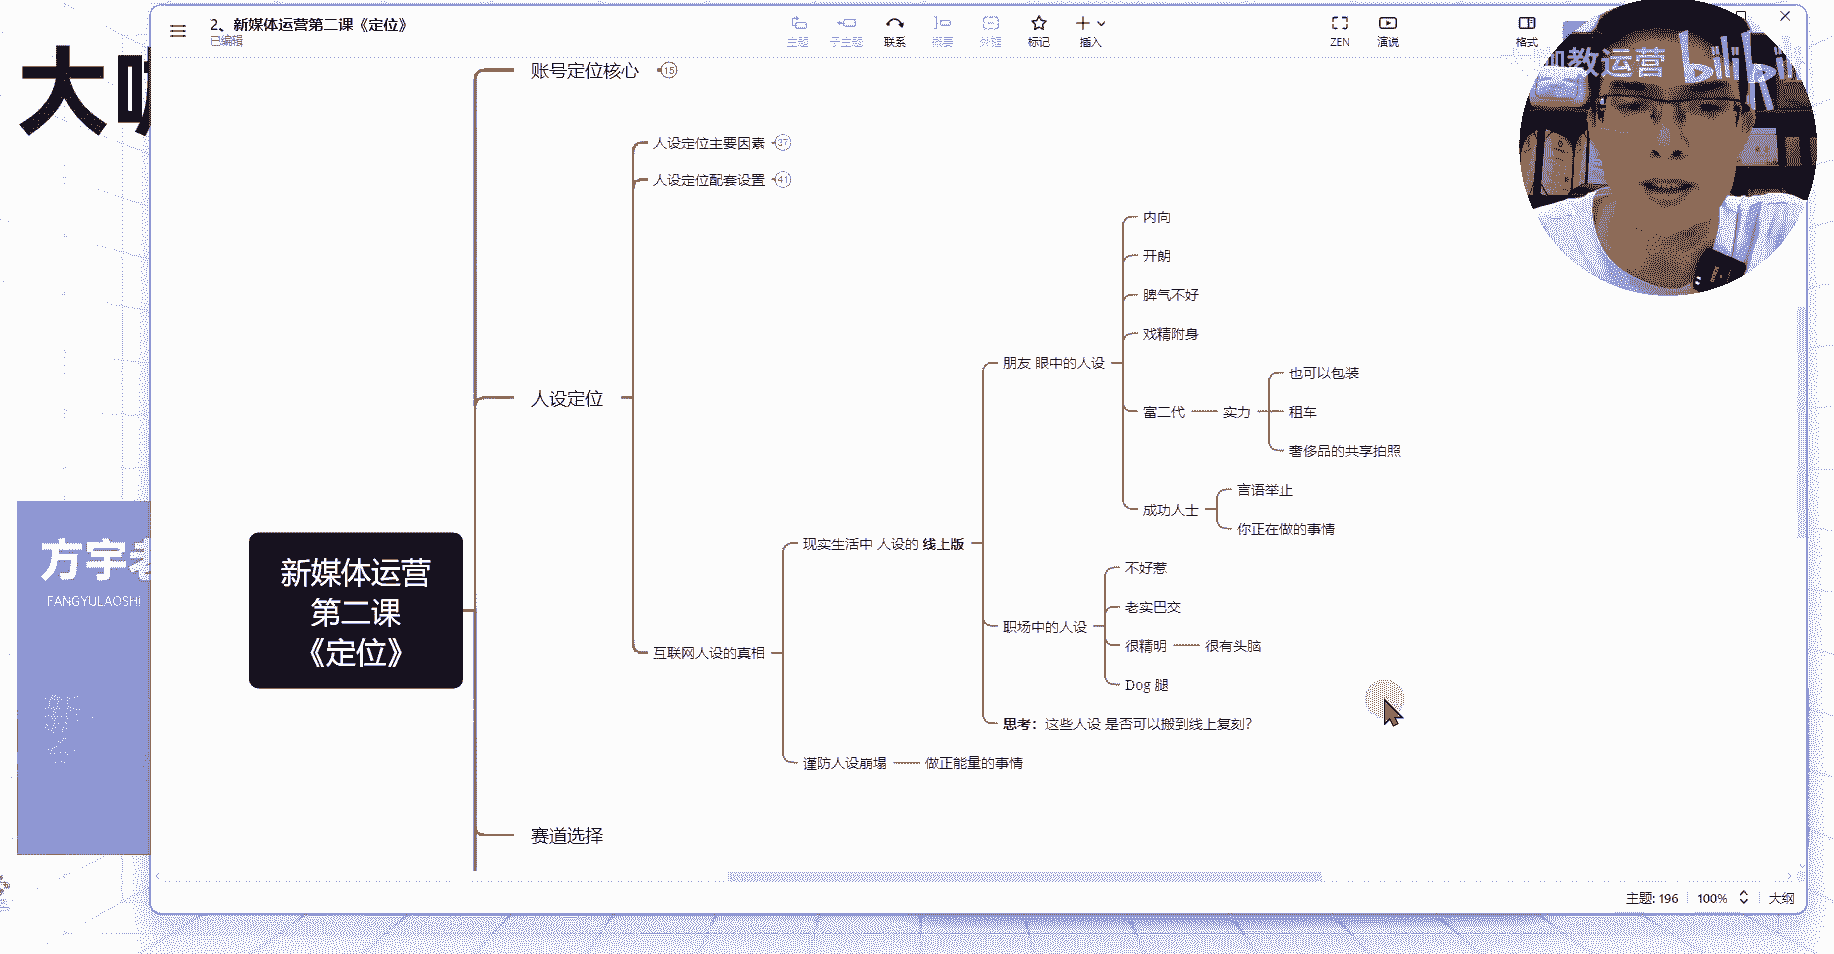 2、新媒体运营第二课《定位》
已编辑
主题
子主题
联系
概要
外框
标记
插入
ZEN
演说
格式
咖教运营 bilibili
大咖
方宇老
FANGYULAOSHI
新媒体运营
第二课
《定位》
账号定位核心 15
人设定位
人设定位主要因素 37
人设定位配套设置 41
互联网人设的真相
现实生活中 人设的 线上版
朋友 眼中的人设
内向
开朗
脾气不好
戏精附身
富二代
实力
也可以包装
租车
奢侈品的共享拍照
成功人士
言语举止
你正在做的事情
职场中的人设
不好惹
老实巴交
很精明
很有头脑
Dog 腿
思考：这些人设 是否可以搬到线上复刻？
谨防人设崩塌
做正能量的事情
赛道选择
主题: 196
100%
大纲